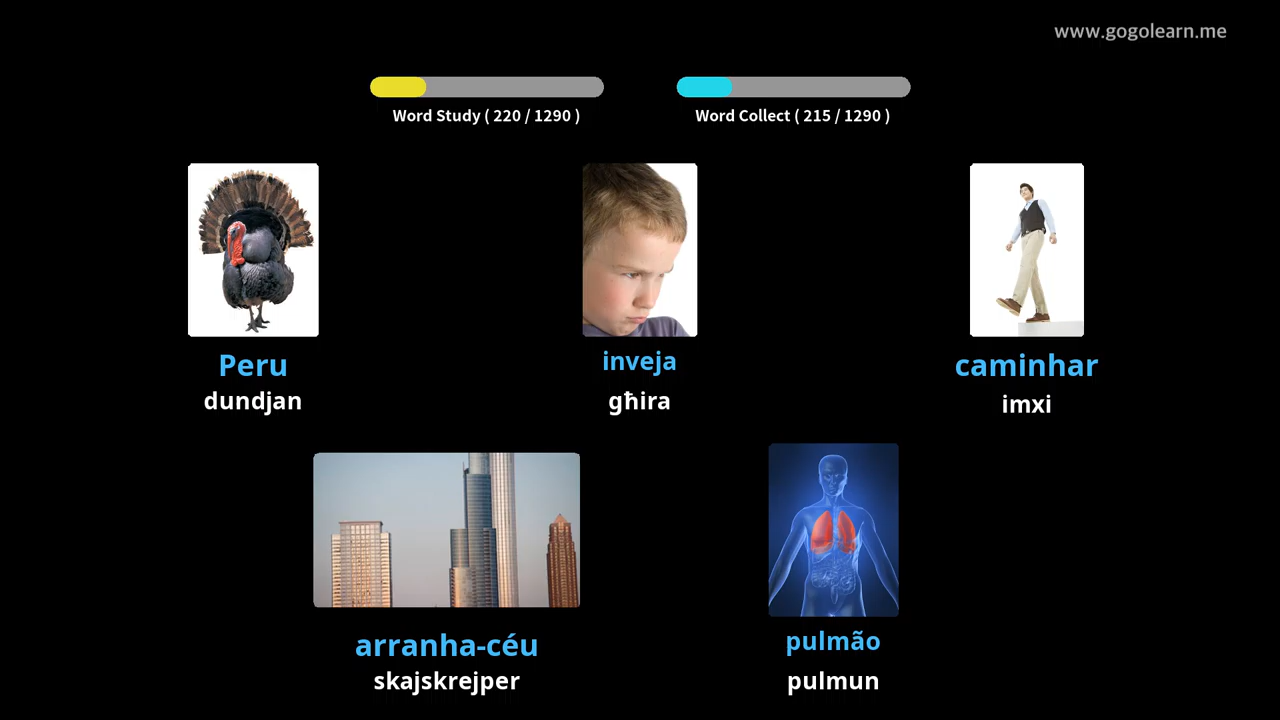 www.gogolearn.me
Word Study ( 220 / 1290 )
Word Collect ( 215 / 1290 )
Peru
dundjan
inveja
għira
caminhar
imxi
arranha-céu
skajskrejper
pulmão
pulmun